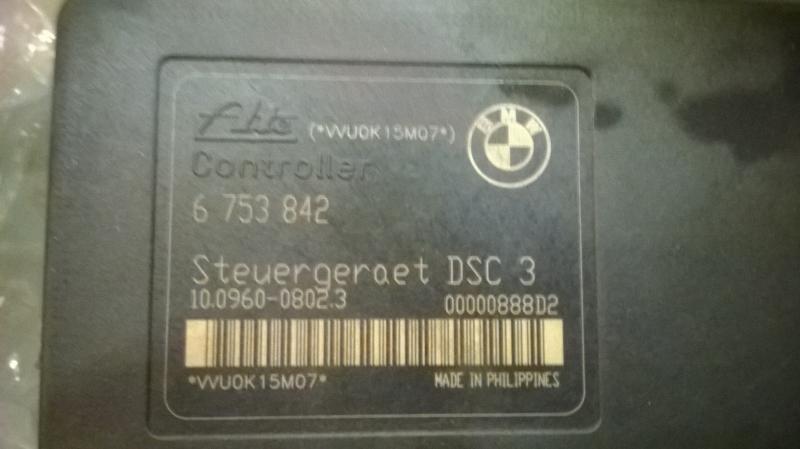 Ate (*VVU0K15M07*) BMW
Controller
6 753 842
Steuergeraet DSC 3
10.0960-0802.3 00000888D2
*VVU0K15M07* MADE IN PHILIPPINES